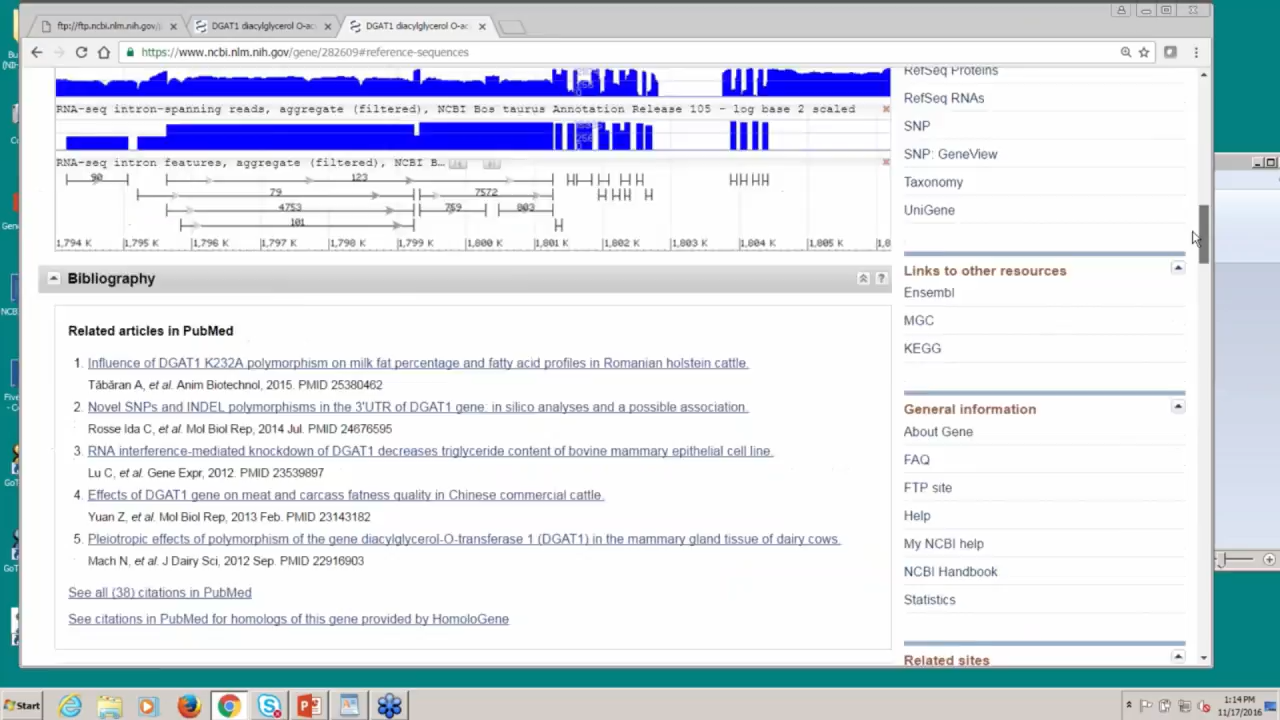 ftp://ftp.ncbi.nlm.nih.gov/
DGAT1 diacylglycerol O-ac
DGAT1 diacylglycerol O-ac
https://www.ncbi.nlm.nih.gov/gene/282609#reference-sequences
RNA-seq intron-spanning reads, aggregate (filtered), NCBI Bos taurus Annotation Release 105 - log base 2 scaled
RNA-seq intron features, aggregate (filtered), NCBI B…
90
123
79
7572
4753
759
803
101
1,794 K
1,795 K
1,796 K
1,797 K
1,798 K
1,799 K
1,800 K
1,801 K
1,802 K
1,803 K
1,804 K
1,805 K
Bibliography
Related articles in PubMed
1. Influence of DGAT1 K232A polymorphism on milk fat percentage and fatty acid profiles in Romanian holstein cattle.
Tăbăran A, et al. Anim Biotechnol, 2015. PMID 25380462
2. Novel SNPs and INDEL polymorphisms in the 3'UTR of DGAT1 gene: in silico analyses and a possible association.
Rosse Ida C, et al. Mol Biol Rep, 2014 Jul. PMID 24676595
3. RNA interference-mediated knockdown of DGAT1 decreases triglyceride content of bovine mammary epithelial cell line.
Lu C, et al. Gene Expr, 2012. PMID 23539897
4. Effects of DGAT1 gene on meat and carcass fatness quality in Chinese commercial cattle.
Yuan Z, et al. Mol Biol Rep, 2013 Feb. PMID 23143182
5. Pleiotropic effects of polymorphism of the gene diacylglycerol-O-transferase 1 (DGAT1) in the mammary gland tissue of dairy cows.
Mach N, et al. J Dairy Sci, 2012 Sep. PMID 22916903
See all (38) citations in PubMed
See citations in PubMed for homologs of this gene provided by HomoloGene
RefSeq Proteins
RefSeq RNAs
SNP
SNP: GeneView
Taxonomy
UniGene
Links to other resources
Ensembl
MGC
KEGG
General information
About Gene
FAQ
FTP site
Help
My NCBI help
NCBI Handbook
Statistics
Related sites
Start
1:14 PM
11/17/2016